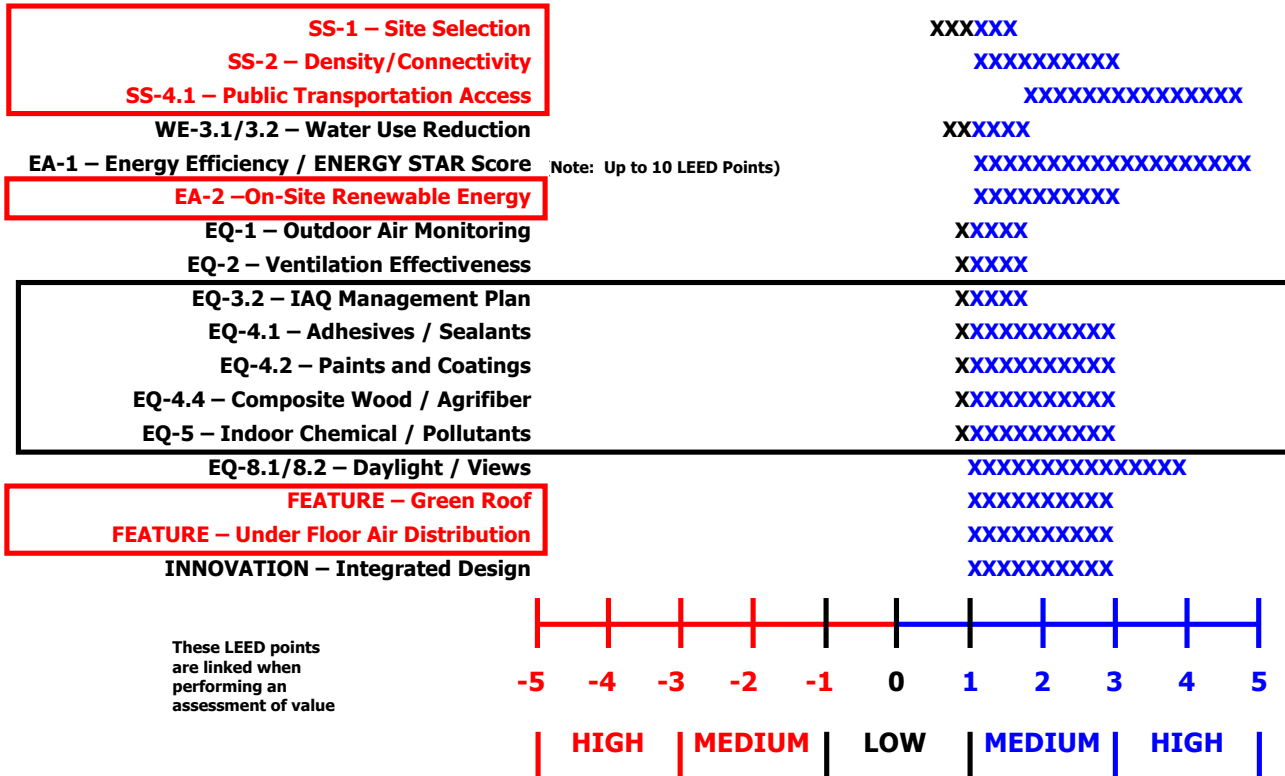 SS-1 – Site Selection XXXXXX
SS-2 – Density/Connectivity XXXXXXXXXX
SS-4.1 – Public Transportation Access XXXXXXXXXXXXXXX
WE-3.1/3.2 – Water Use Reduction XXXXXX
EA-1 – Energy Efficiency / ENERGY STAR Score (Note: Up to 10 LEED Points) XXXXXXXXXXXXXXXXXXX
EA-2 –On-Site Renewable Energy XXXXXXXXXX
EQ-1 – Outdoor Air Monitoring XXXXX
EQ-2 – Ventilation Effectiveness XXXXX
EQ-3.2 – IAQ Management Plan XXXXX
EQ-4.1 – Adhesives / Sealants XXXXXXXXXXX
EQ-4.2 – Paints and Coatings XXXXXXXXXXX
EQ-4.4 – Composite Wood / Agrifiber XXXXXXXXXXX
EQ-5 – Indoor Chemical / Pollutants XXXXXXXXXXX
EQ-8.1/8.2 – Daylight / Views XXXXXXXXXXXXXXX
FEATURE – Green Roof XXXXXXXXXX
FEATURE – Under Floor Air Distribution XXXXXXXXXX
INNOVATION – Integrated Design XXXXXXXXXX
These LEED points
are linked when
performing an
assessment of value
-5 -4 -3 -2 -1 0 1 2 3 4 5
HIGH MEDIUM LOW MEDIUM HIGH